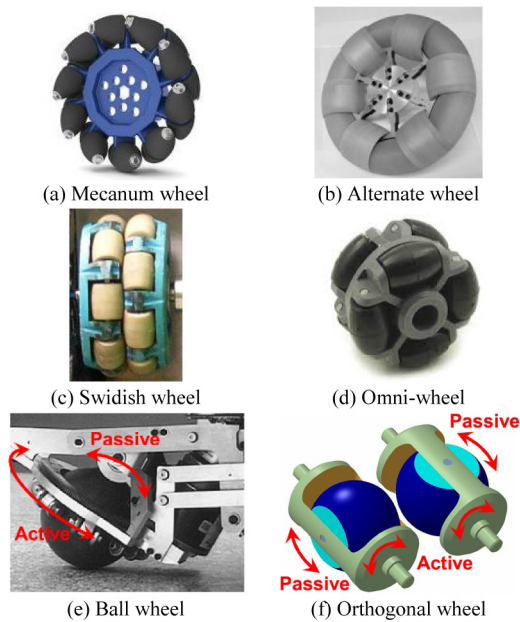 (a) Mecanum wheel
(b) Alternate wheel
(c) Swidish wheel
(d) Omni-wheel
Passive
Active
(e) Ball wheel
Passive
Active
Passive
(f) Orthogonal wheel